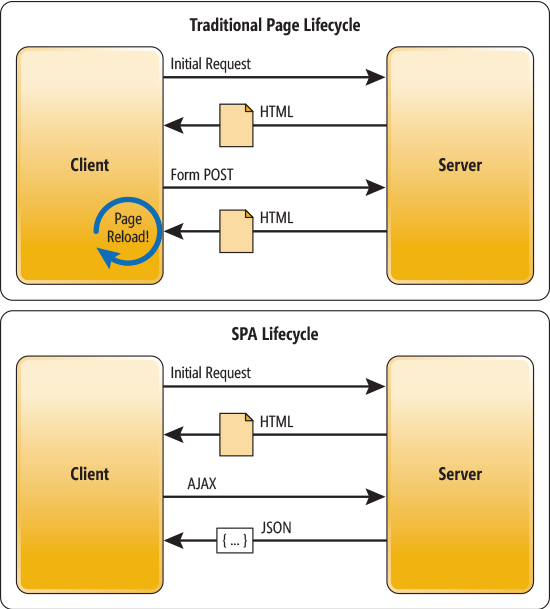 Traditional Page Lifecycle
Initial Request
HTML
Client
Server
Form POST
HTML
Page
Reload!
SPA Lifecycle
Initial Request
HTML
Client
Server
AJAX
JSON
{ ... }